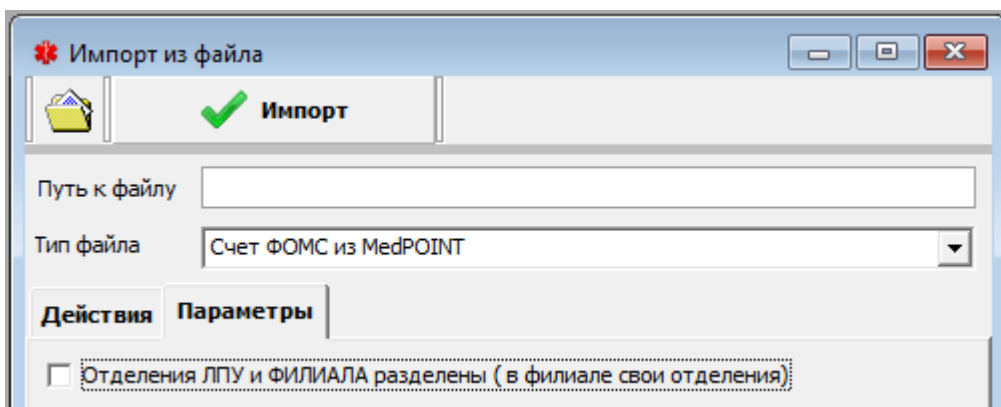 Импорт из файла
Импорт
Путь к файлу
Тип файла Счет ФОМС из MedPOINT
Действия Параметры
Отделения ЛПУ и ФИЛИАЛА разделены ( в филиале свои отделения)